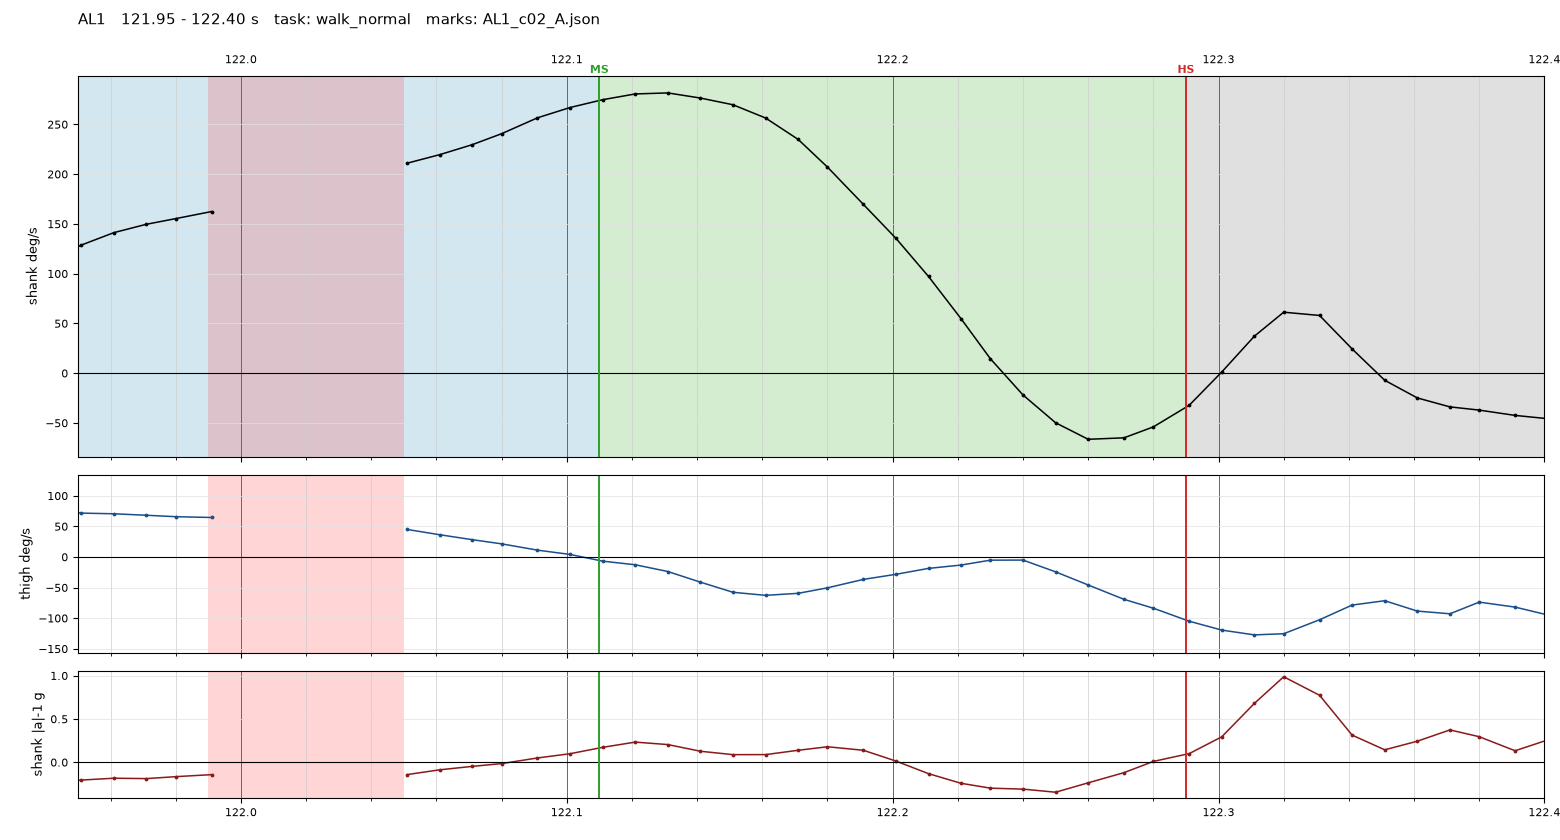 AL1   121.95 - 122.40 s   task: walk_normal   marks: AL1_c02_A.json
122.0 122.1 122.2 122.3 122.4
MS HS
shank deg/s
250
200
150
100
50
0
−50
thigh deg/s
100
50
0
−50
−100
−150
shank |a|-1 g
1.0
0.5
0.0
122.0 122.1 122.2 122.3 122.4